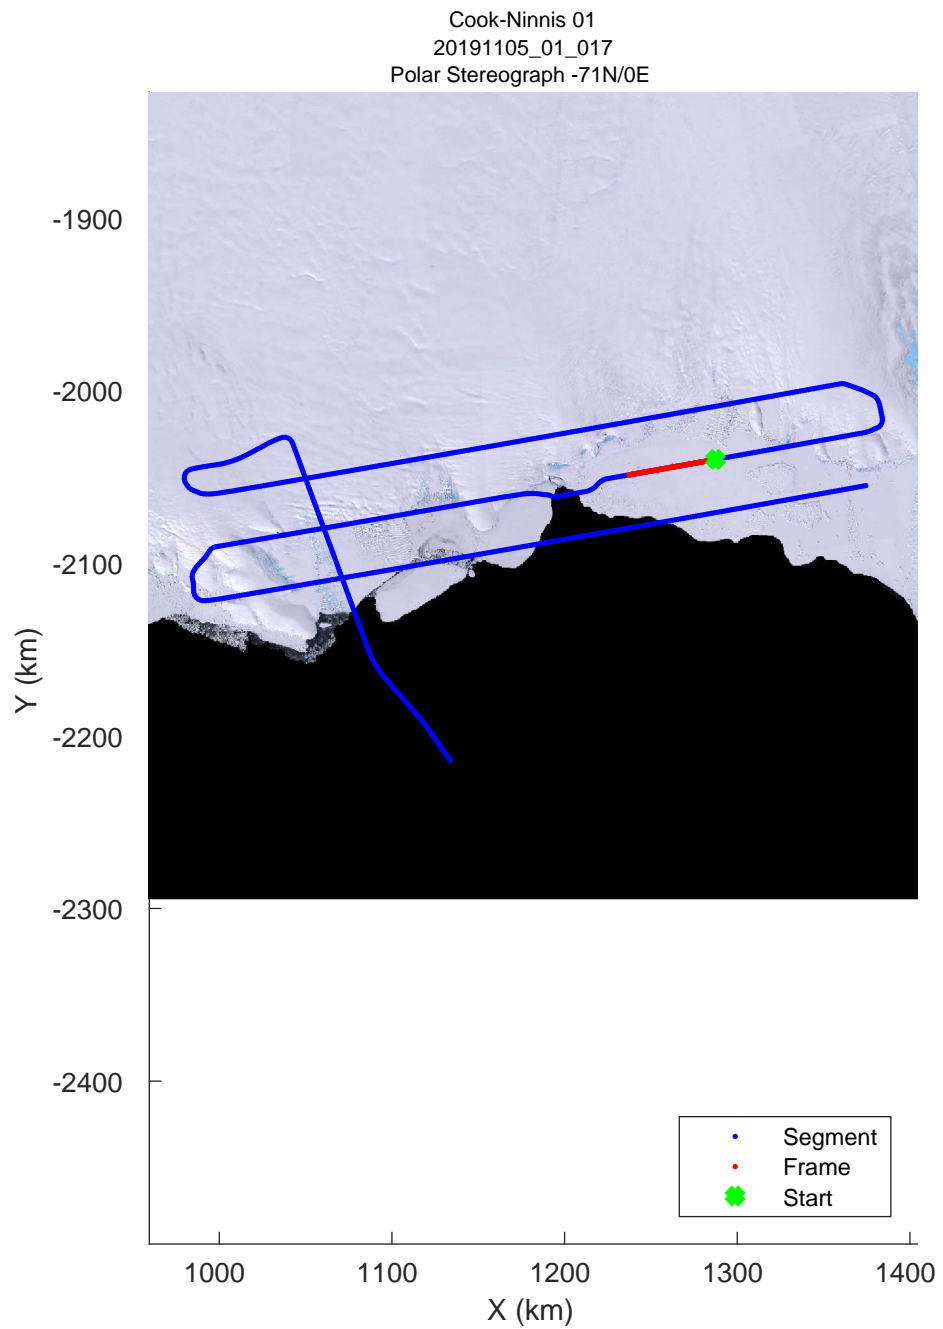 Cook-Ninnis 01
20191105_01_017
Polar Stereograph -71N/0E
-1900
-2000
-2100
-2200
-2300
-2400
Y (km)
Segment
Frame
Start
1000
1100
1200
1300
1400
X (km)